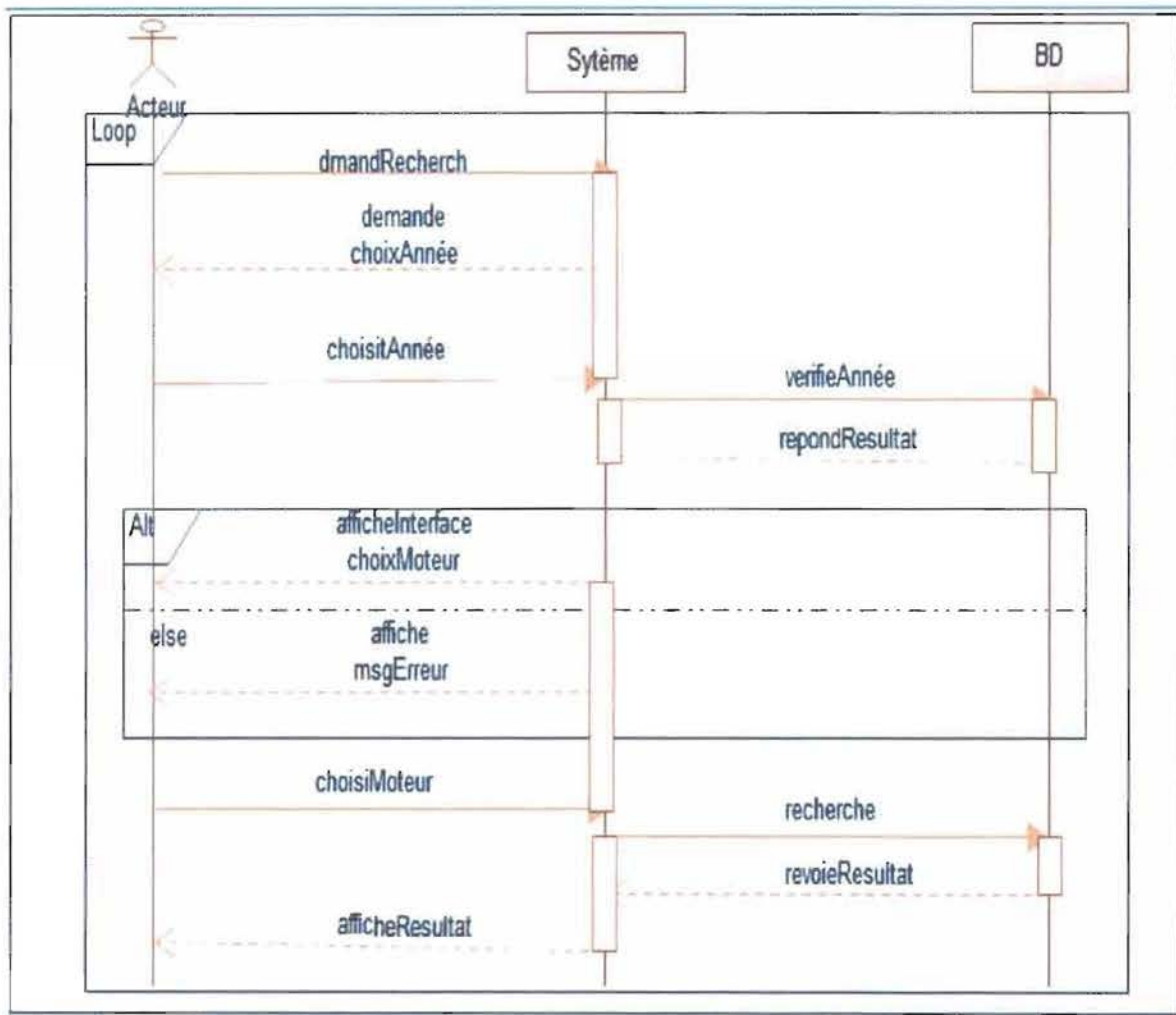 Sytème
BD
Acteur
Loop
dmandRecherch
demande
choixAnnée
choisitAnnée
verifieAnnée
repondResultat
Alt
afficheInterface
choixMoteur
else
affiche
msgErreur
choisiMoteur
recherche
revoieResultat
afficheResultat